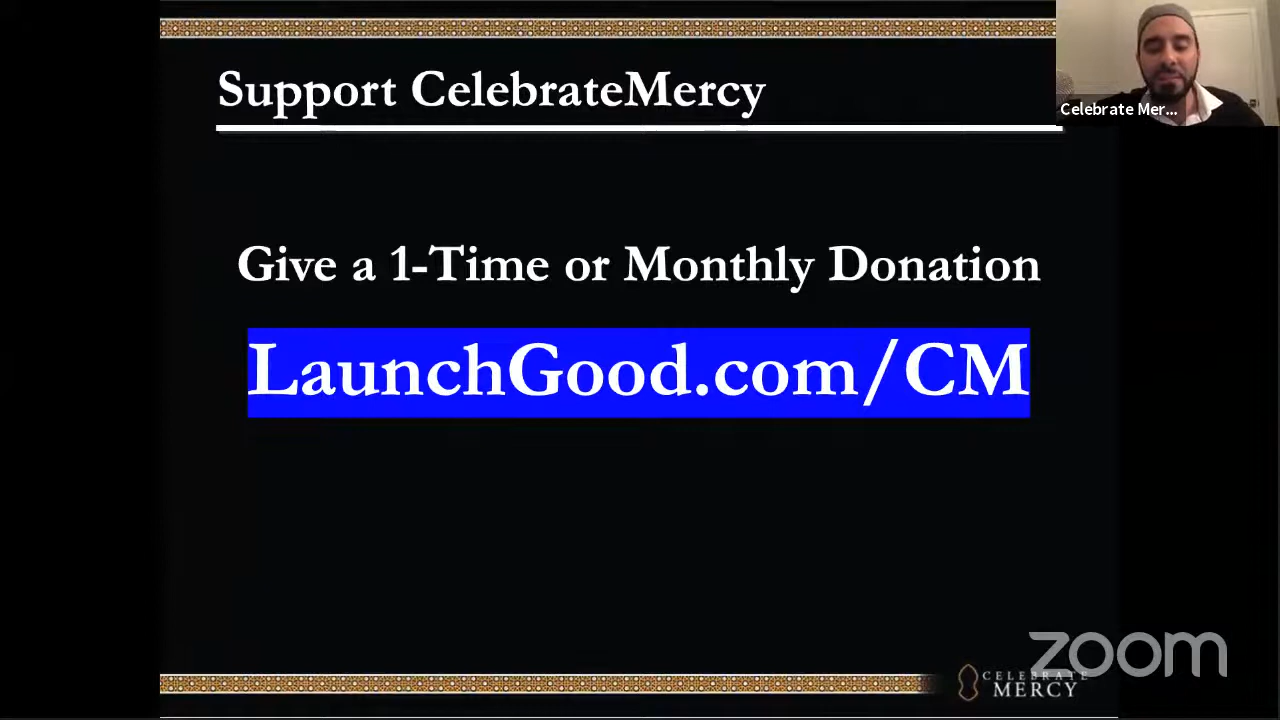 Support CelebrateMercy
Celebrate Mer...
Give a 1-Time or Monthly Donation
LaunchGood.com/CM
zoom
CELEBRATE
MERCY